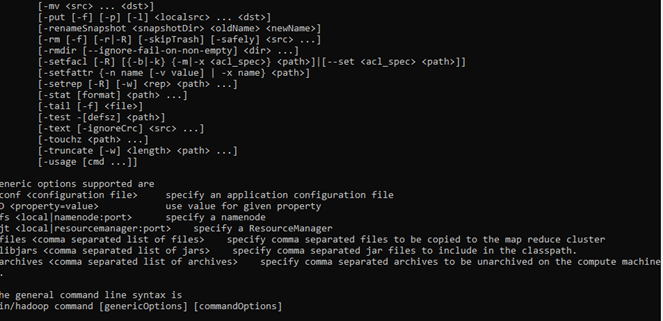 [-mv <src> ... <dst>]
[-put [-f] [-p] [-l] <localsrc> ... <dst>]
[-renameSnapshot <snapshotDir> <oldName> <newName>]
[-rm [-f] [-r|-R] [-skipTrash] [-safely] <src> ...]
[-rmdir [--ignore-fail-on-non-empty] <dir> ...]
[-setfacl [-R] [{-b|-k} {-m|-x <acl_spec>} <path>]|[--set <acl_spec> <path>]]
[-setfattr {-n name [-v value] | -x name} <path>]
[-setrep [-R] [-w] <rep> <path> ...]
[-stat [format] <path> ...]
[-tail [-f] <file>]
[-test -[defsz] <path>]
[-text [-ignoreCrc] <src> ...]
[-touchz <path> ...]
[-truncate [-w] <length> <path> ...]
[-usage [cmd ...]]
eneric options supported are
conf <configuration file>     specify an application configuration file
D <property=value>            use value for given property
fs <local|namenode:port>      specify a namenode
jt <local|resourcemanager:port>    specify a ResourceManager
files <comma separated list of files>    specify comma separated files to be copied to the map reduce cluster
libjars <comma separated list of jars>    specify comma separated jar files to include in the classpath.
archives <comma separated list of archives>    specify comma separated archives to be unarchived on the compute machine
.
he general command line syntax is
in/hadoop command [genericOptions] [commandOptions]